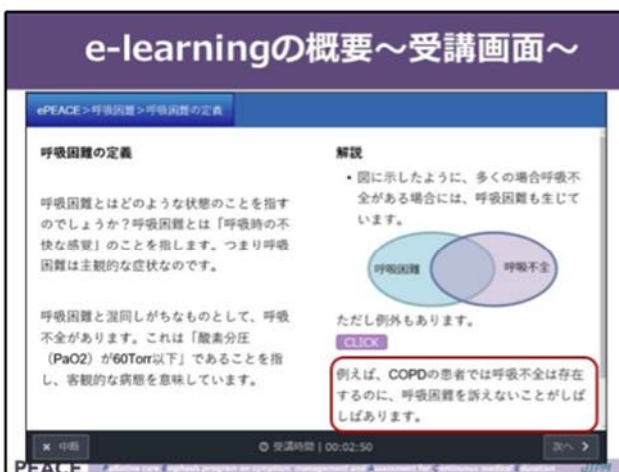 e-learningの概要～受講画面～
ePEACE>呼吸困難>呼吸困難の定義
呼吸困難の定義
呼吸困難とはどのような状態のことを指す
のでしょうか？呼吸困難とは「呼吸時の不
快な感覚」のことを指します。つまり呼吸
困難は主観的な症状なのです。
呼吸困難と混同しがちなものとして、呼吸
不全があります。これは「酸素分圧
（PaO2）が60Torr以下」であることを指
し、客観的な病態を意味しています。
解説
・図に示したように、多くの場合呼吸不
全がある場合には、呼吸困難も生じて
います。
呼吸困難
呼吸不全
ただし例外もあります。
CLICK
例えば、COPDの患者では呼吸不全は存在
するのに、呼吸困難を訴えないことがしば
しばあります。
× 中断
受講時間 | 00:02:50
次へ >
PEACE